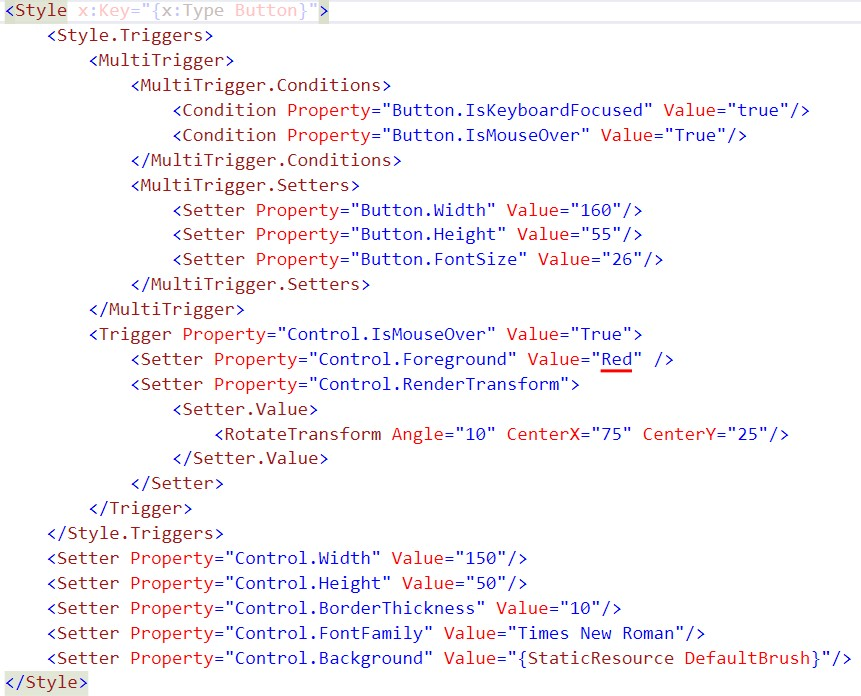 <Style x:Key="{x:Type Button}">
<Style.Triggers>
<MultiTrigger>
<MultiTrigger.Conditions>
<Condition Property="Button.IsKeyboardFocused" Value="true"/>
<Condition Property="Button.IsMouseOver" Value="True"/>
</MultiTrigger.Conditions>
<MultiTrigger.Setters>
<Setter Property="Button.Width" Value="160"/>
<Setter Property="Button.Height" Value="55"/>
<Setter Property="Button.FontSize" Value="26"/>
</MultiTrigger.Setters>
</MultiTrigger>
<Trigger Property="Control.IsMouseOver" Value="True">
<Setter Property="Control.Foreground" Value="Red" />
<Setter Property="Control.RenderTransform">
<Setter.Value>
<RotateTransform Angle="10" CenterX="75" CenterY="25"/>
</Setter.Value>
</Setter>
</Trigger>
</Style.Triggers>
<Setter Property="Control.Width" Value="150"/>
<Setter Property="Control.Height" Value="50"/>
<Setter Property="Control.BorderThickness" Value="10"/>
<Setter Property="Control.FontFamily" Value="Times New Roman"/>
<Setter Property="Control.Background" Value="{StaticResource DefaultBrush}"/>
</Style>